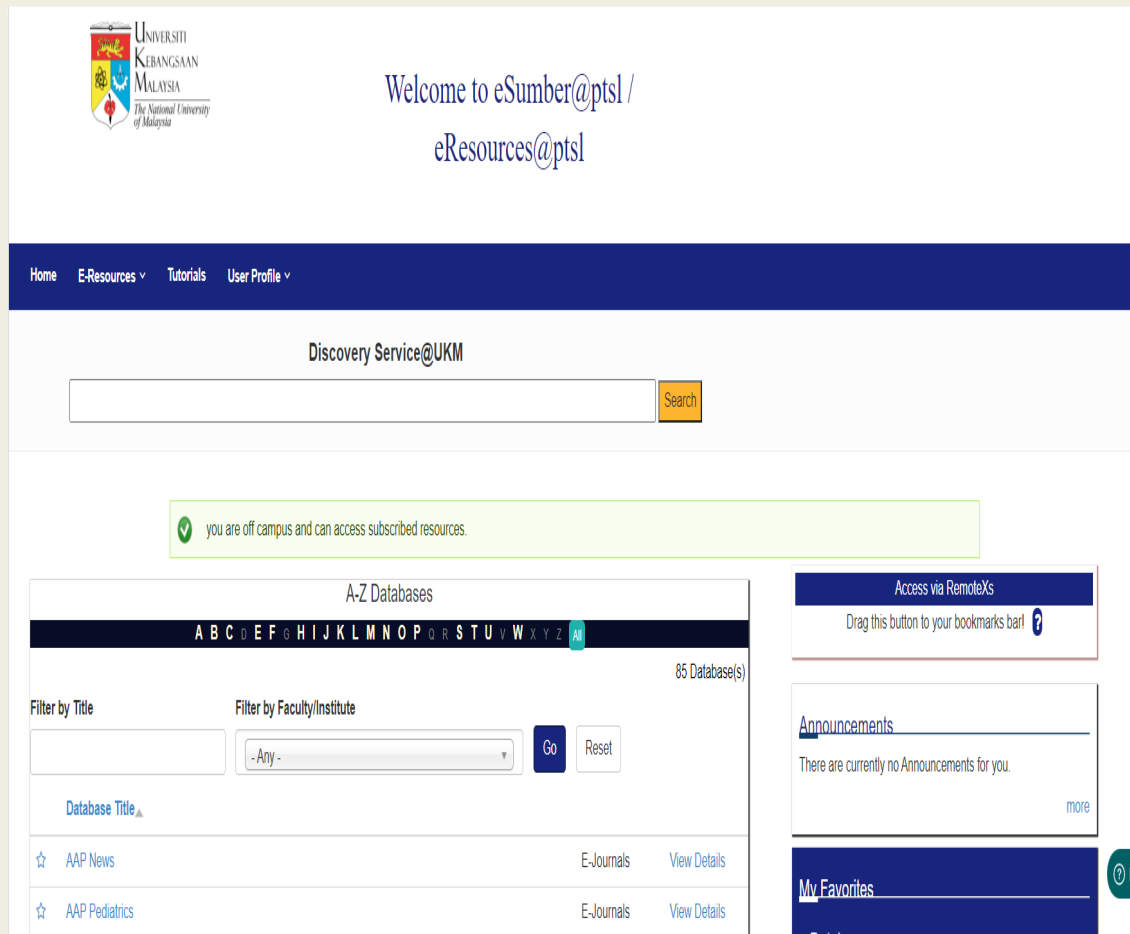 UNIVERSITI
KEBANGSAAN
MALAYSIA
The National University
of Malaysia
Welcome to eSumber@ptsl /
eResources@ptsl
Home E-Resources Tutorials User Profile
Discovery Service@UKM
Search
you are off campus and can access subscribed resources.
A-Z Databases
A B C D E F G H I J K L M N O P Q R S T U V W X Y Z All
85 Database(s)
Filter by Title Filter by Faculty/Institute
- Any - Go Reset
Database Title
AAP News E-Journals View Details
AAP Pediatrics E-Journals View Details
Access via RemoteXs
Drag this button to your bookmarks bar! ?
Announcements
There are currently no Announcements for you.
more
My Favorites